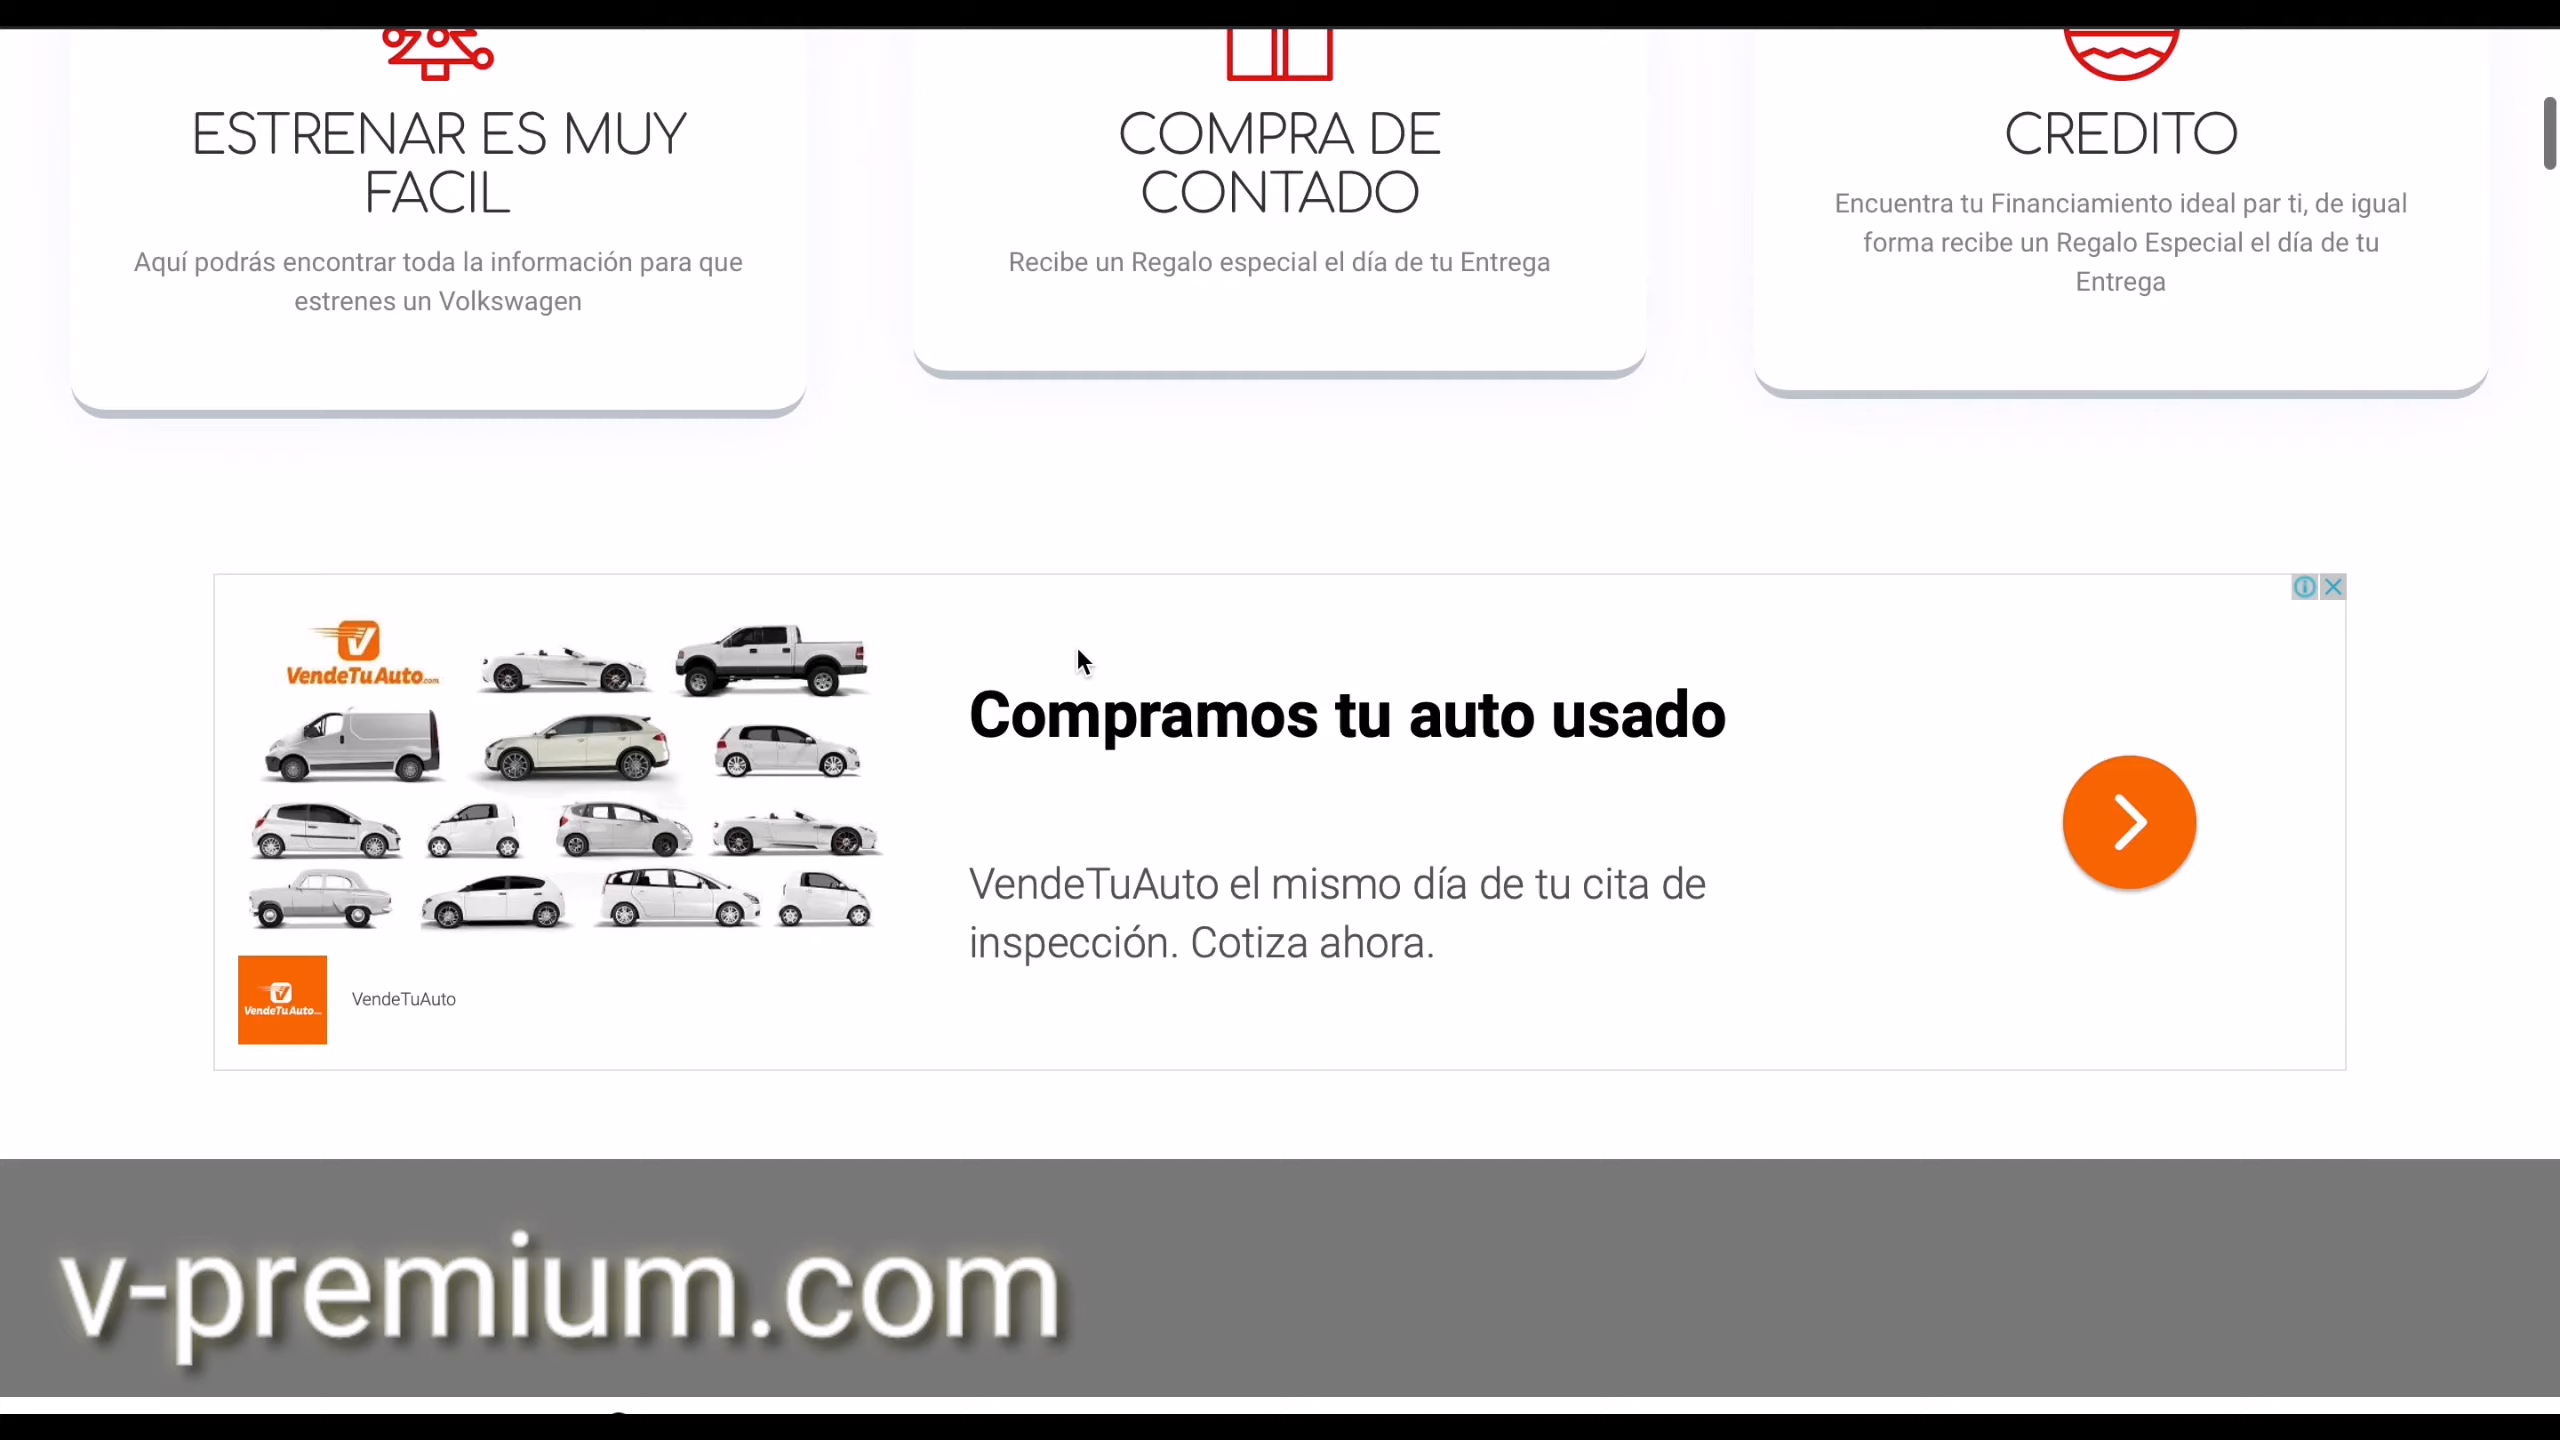 ESTRENAR ES MUY
FACIL
Aquí podrás encontrar toda la información para que
estrenes un Volkswagen
COMPRA DE
CONTADO
Recibe un Regalo especial el día de tu Entrega
CREDITO
Encuentra tu Financiamiento ideal par ti, de igual
forma recibe un Regalo Especial el día de tu
Entrega
VendeTuAuto.com
Compramos tu auto usado
VendeTuAuto el mismo día de tu cita de
inspección. Cotiza ahora.
VendeTuAuto
VendeTuAuto
v-premium.com